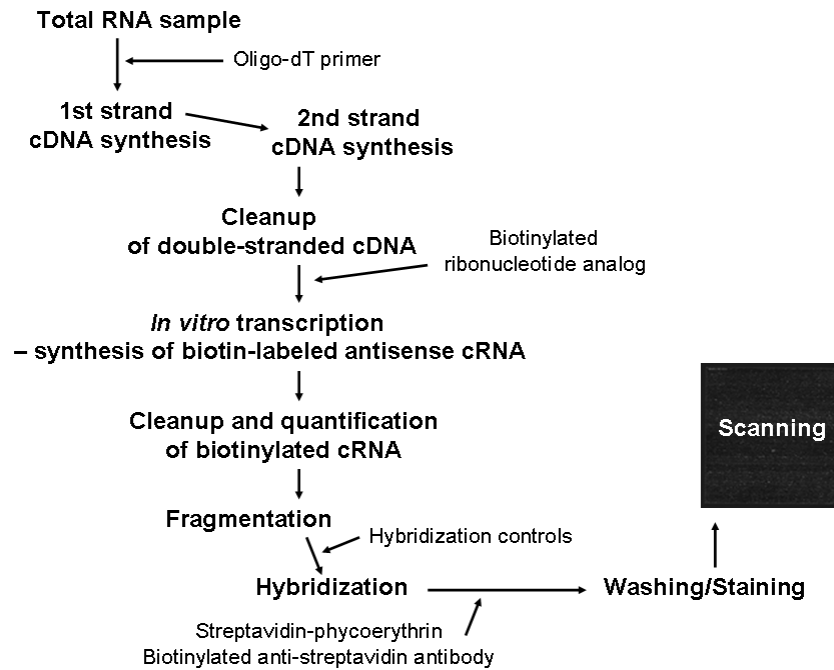 Total RNA sample
Oligo-dT primer
1st strand
cDNA synthesis
2nd strand
cDNA synthesis
Cleanup
of double-stranded cDNA
Biotinylated
ribonucleotide analog
In vitro transcription
– synthesis of biotin-labeled antisense cRNA
Cleanup and quantification
of biotinylated cRNA
Scanning
Fragmentation
Hybridization controls
Hybridization
Washing/Staining
Streptavidin-phycoerythrin
Biotinylated anti-streptavidin antibody